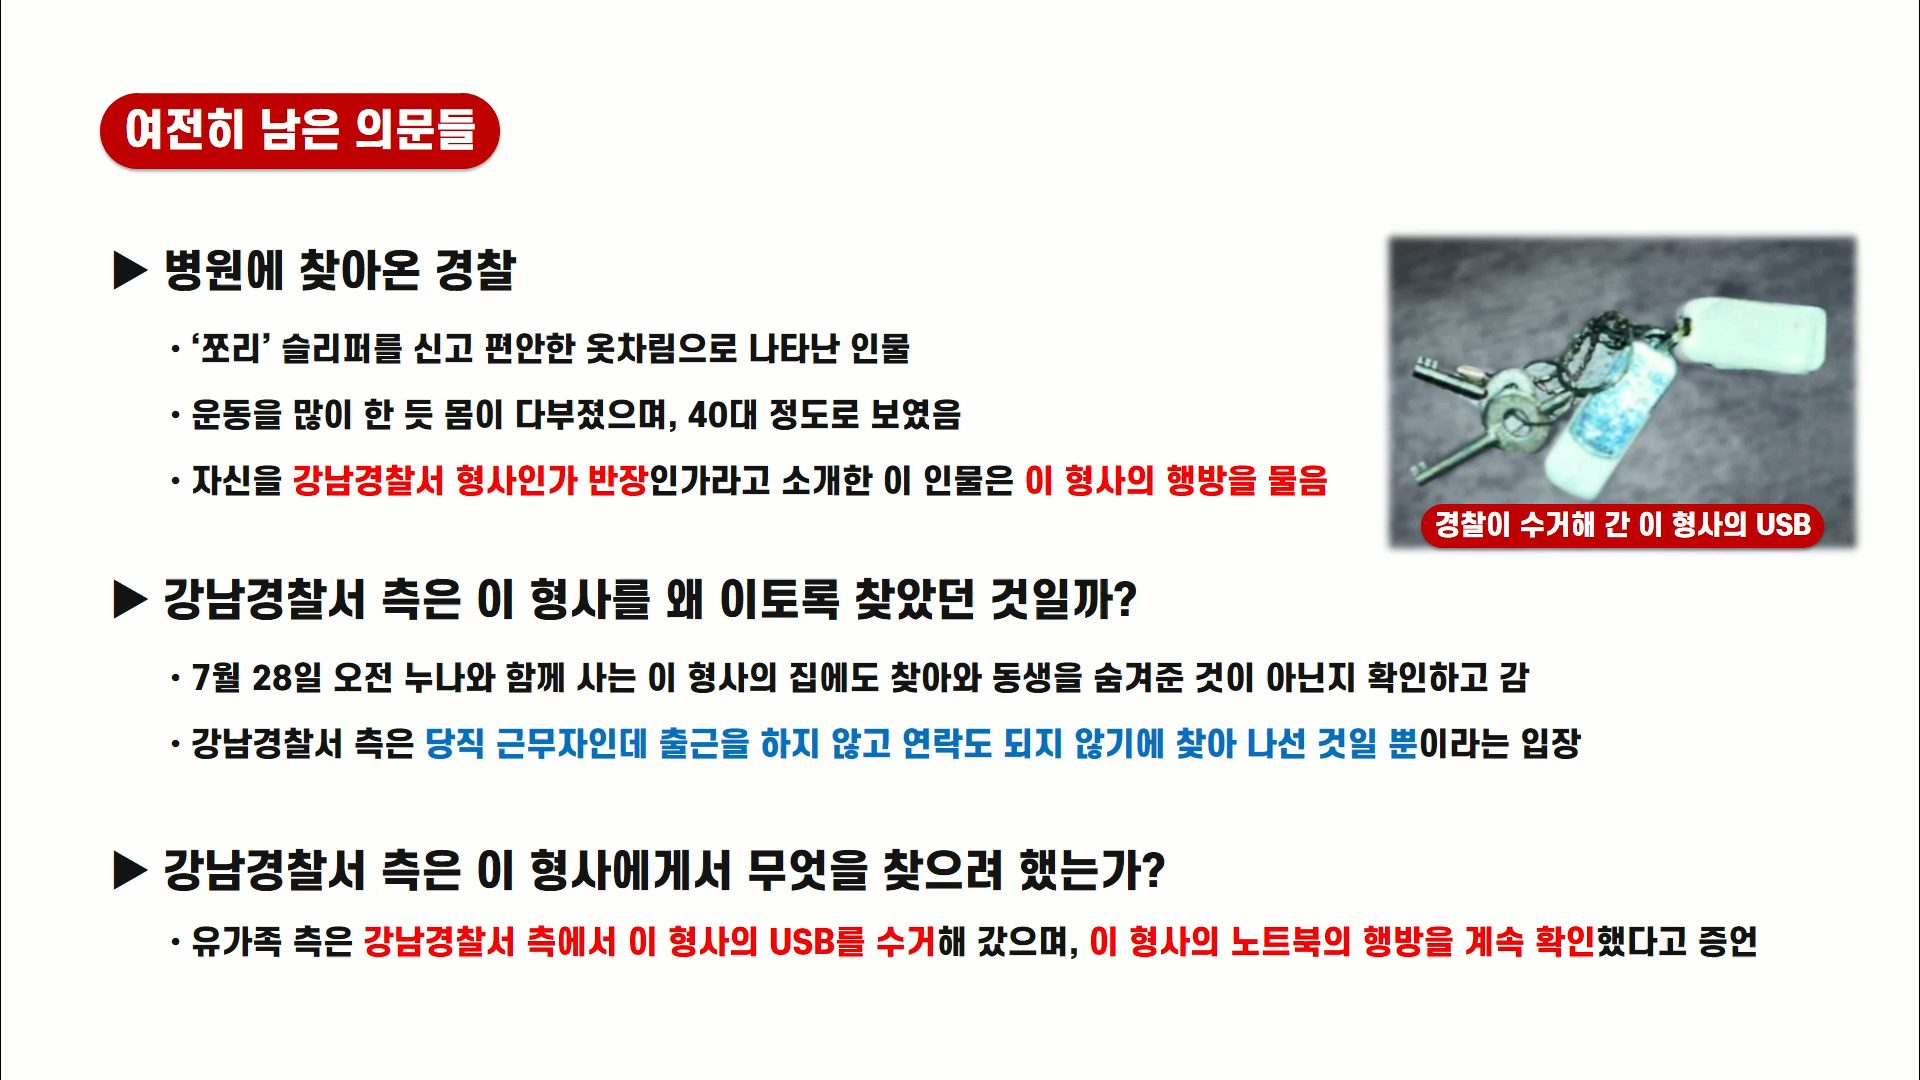 여전히 남은 의문들
▶ 병원에 찾아온 경찰
· ‘쪼리’ 슬리퍼를 신고 편안한 옷차림으로 나타난 인물
· 운동을 많이 한 듯 몸이 다부졌으며, 40대 정도로 보였음
· 자신을 강남경찰서 형사인가 반장인가라고 소개한 이 인물은 이 형사의 행방을 물음
경찰이 수거해 간 이 형사의 USB
▶ 강남경찰서 측은 이 형사를 왜 이토록 찾았던 것일까?
· 7월 28일 오전 누나와 함께 사는 이 형사의 집에도 찾아와 동생을 숨겨준 것이 아닌지 확인하고 감
· 강남경찰서 측은 당직 근무자인데 출근을 하지 않고 연락도 되지 않기에 찾아 나선 것일 뿐이라는 입장
▶ 강남경찰서 측은 이 형사에게서 무엇을 찾으려 했는가?
· 유가족 측은 강남경찰서 측에서 이 형사의 USB를 수거해 갔으며, 이 형사의 노트북의 행방을 계속 확인했다고 증언